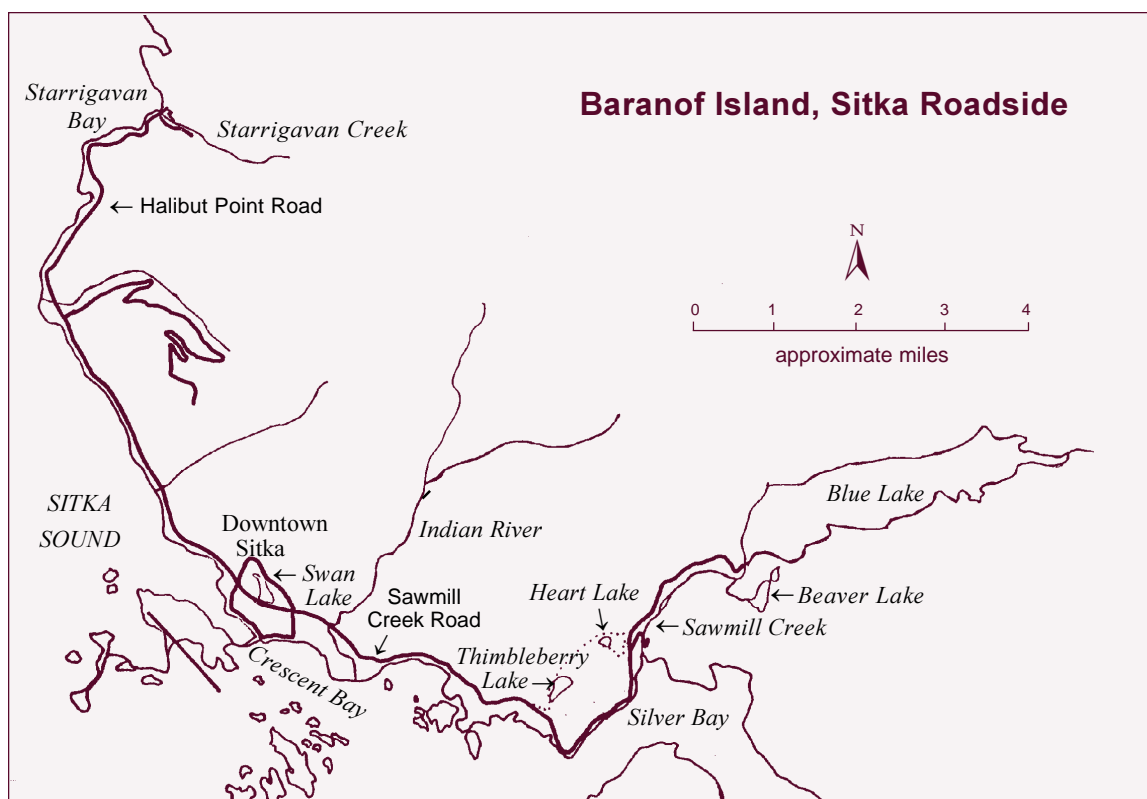 Baranof Island, Sitka Roadside
Starrigavan
Bay
Starrigavan Creek
← Halibut Point Road
N
0 1 2 3 4
approximate miles
SITKA
SOUND
Downtown
Sitka
← Swan
Lake
Indian River
Blue Lake
Sawmill
Creek Road
Heart Lake
← Beaver Lake
← Sawmill Creek
Thimbleberry
Lake →
Crescent Bay
Silver Bay